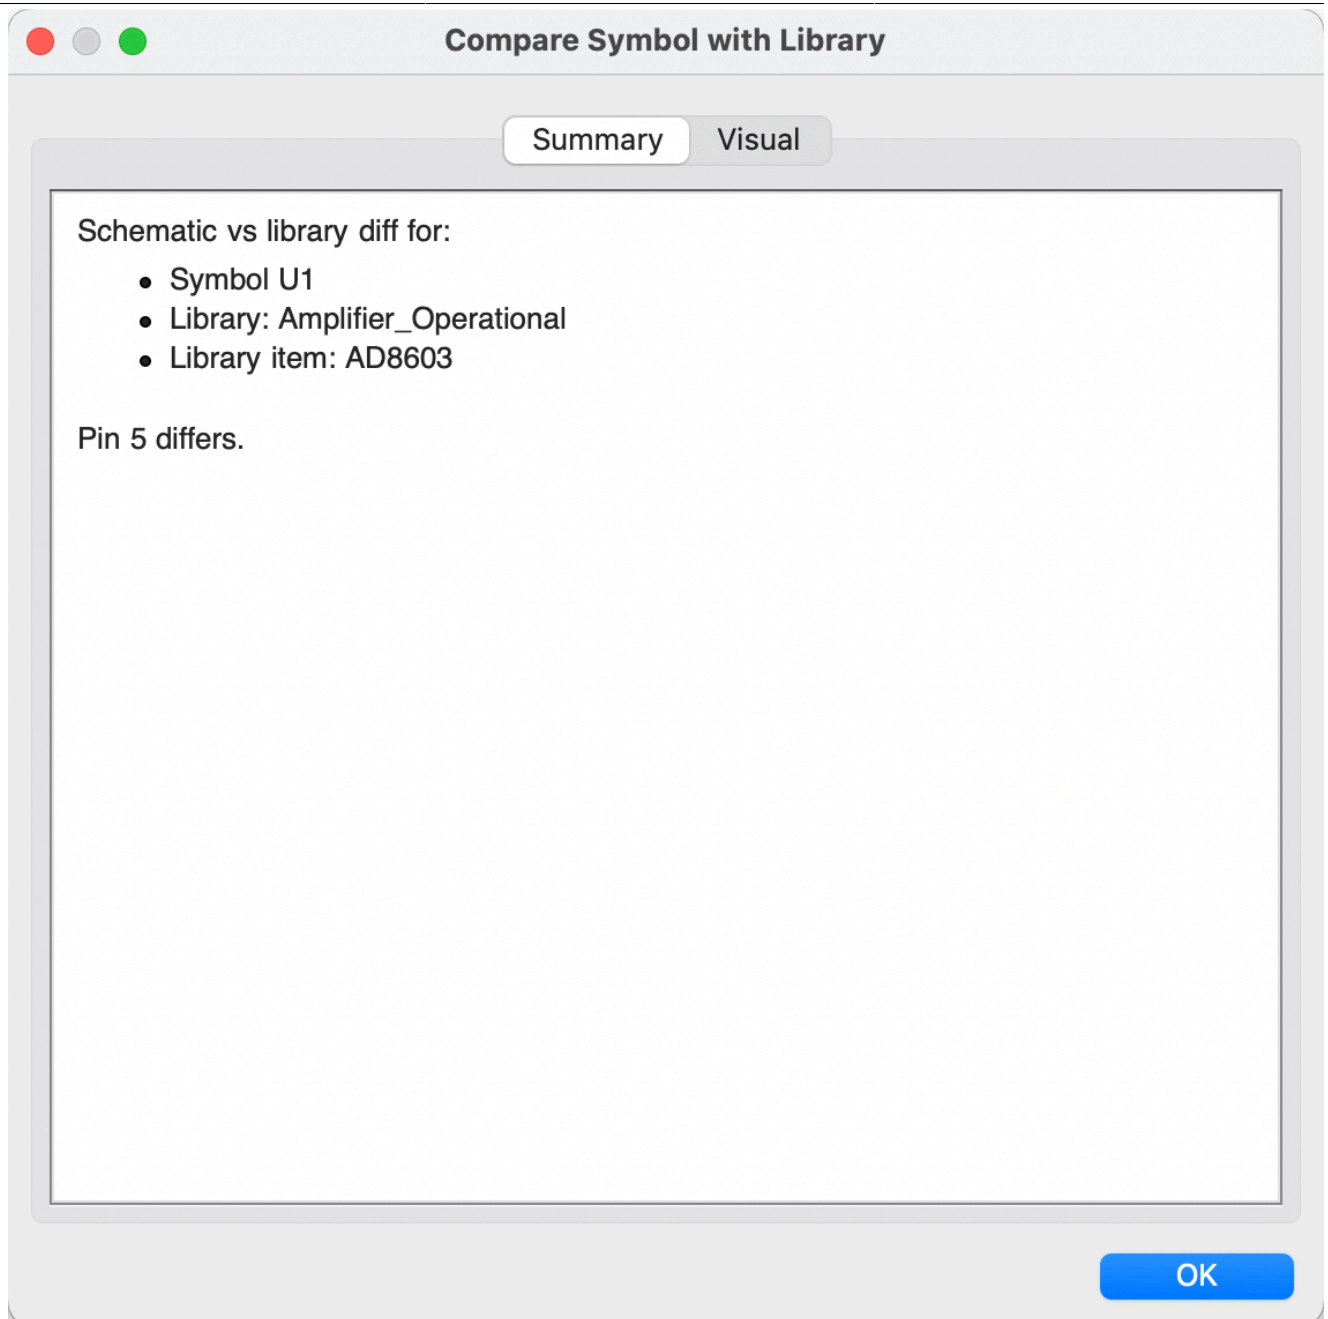 Compare Symbol with Library
Summary Visual
Schematic vs library diff for:
• Symbol U1
• Library: Amplifier_Operational
• Library item: AD8603
Pin 5 differs.
OK